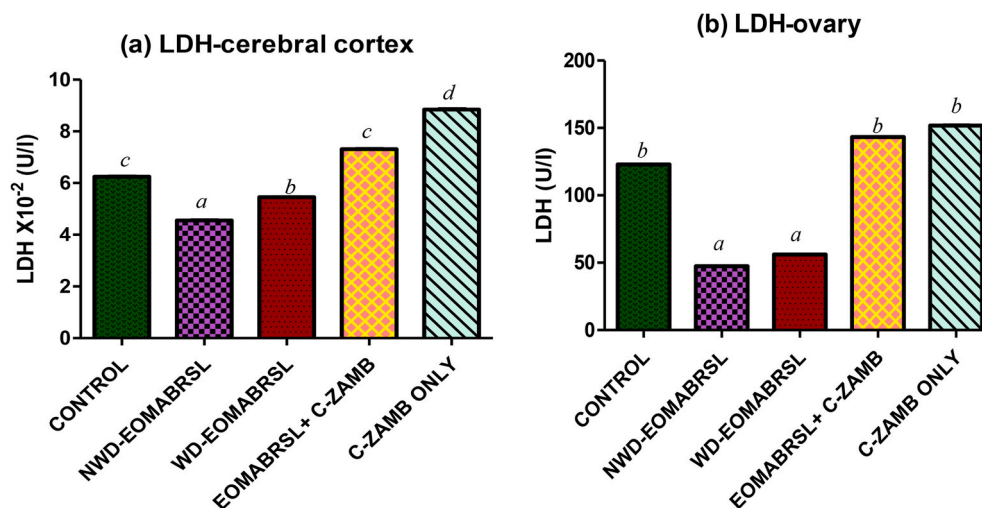 (a) LDH-cerebral cortex
LDH X10-2 (U/l)
10
8
6
4
2
0
c
a
b
c
d
CONTROL
NWD-EOMABRSL
WD-EOMABRSL
EOMABRSL+ C-ZAMB
C-ZAMB ONLY
(b) LDH-ovary
LDH (U/l)
200
150
100
50
0
b
a
a
b
b
CONTROL
NWD-EOMABRSL
WD-EOMABRSL
EOMABRSL+ C-ZAMB
C-ZAMB ONLY